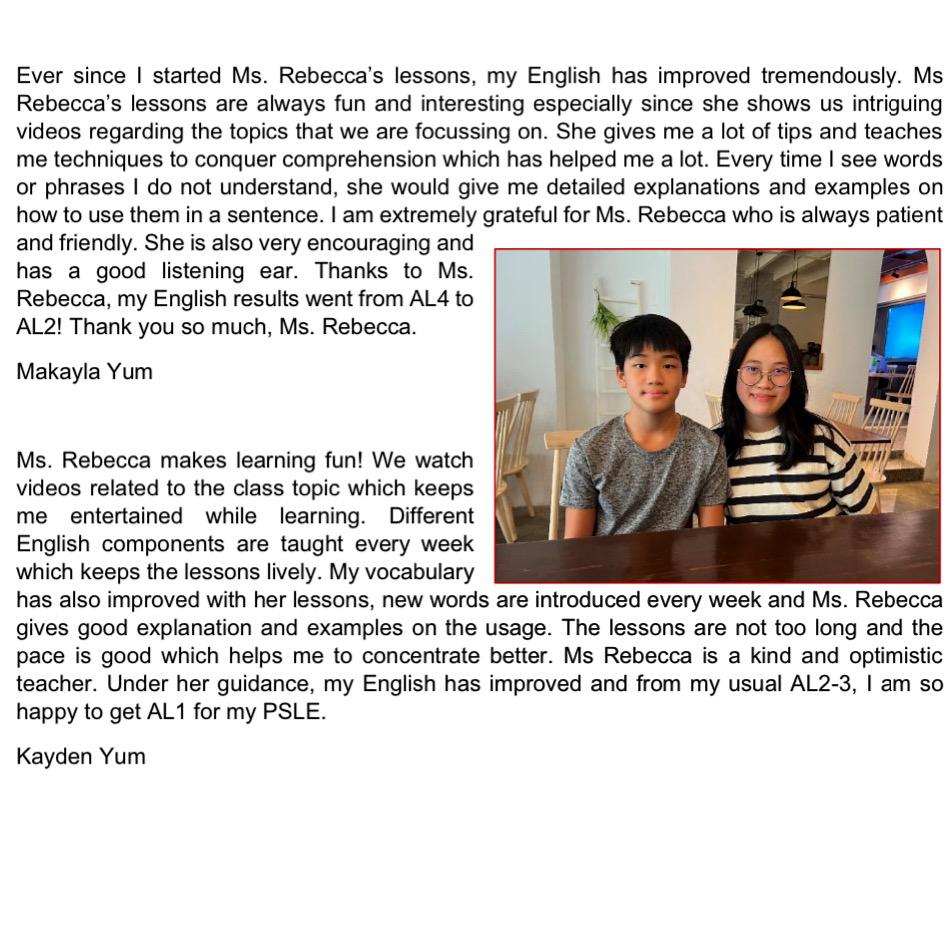 Ever since I started Ms. Rebecca’s lessons, my English has improved tremendously. Ms
Rebecca’s lessons are always fun and interesting especially since she shows us intriguing
videos regarding the topics that we are focussing on. She gives me a lot of tips and teaches
me techniques to conquer comprehension which has helped me a lot. Every time I see words
or phrases I do not understand, she would give me detailed explanations and examples on
how to use them in a sentence. I am extremely grateful for Ms. Rebecca who is always patient
and friendly. She is also very encouraging and
has a good listening ear. Thanks to Ms.
Rebecca, my English results went from AL4 to
AL2! Thank you so much, Ms. Rebecca.
Makayla Yum
Ms. Rebecca makes learning fun! We watch
videos related to the class topic which keeps
me entertained while learning. Different
English components are taught every week
which keeps the lessons lively. My vocabulary
has also improved with her lessons, new words are introduced every week and Ms. Rebecca
gives good explanation and examples on the usage. The lessons are not too long and the
pace is good which helps me to concentrate better. Ms Rebecca is a kind and optimistic
teacher. Under her guidance, my English has improved and from my usual AL2-3, I am so
happy to get AL1 for my PSLE.
Kayden Yum